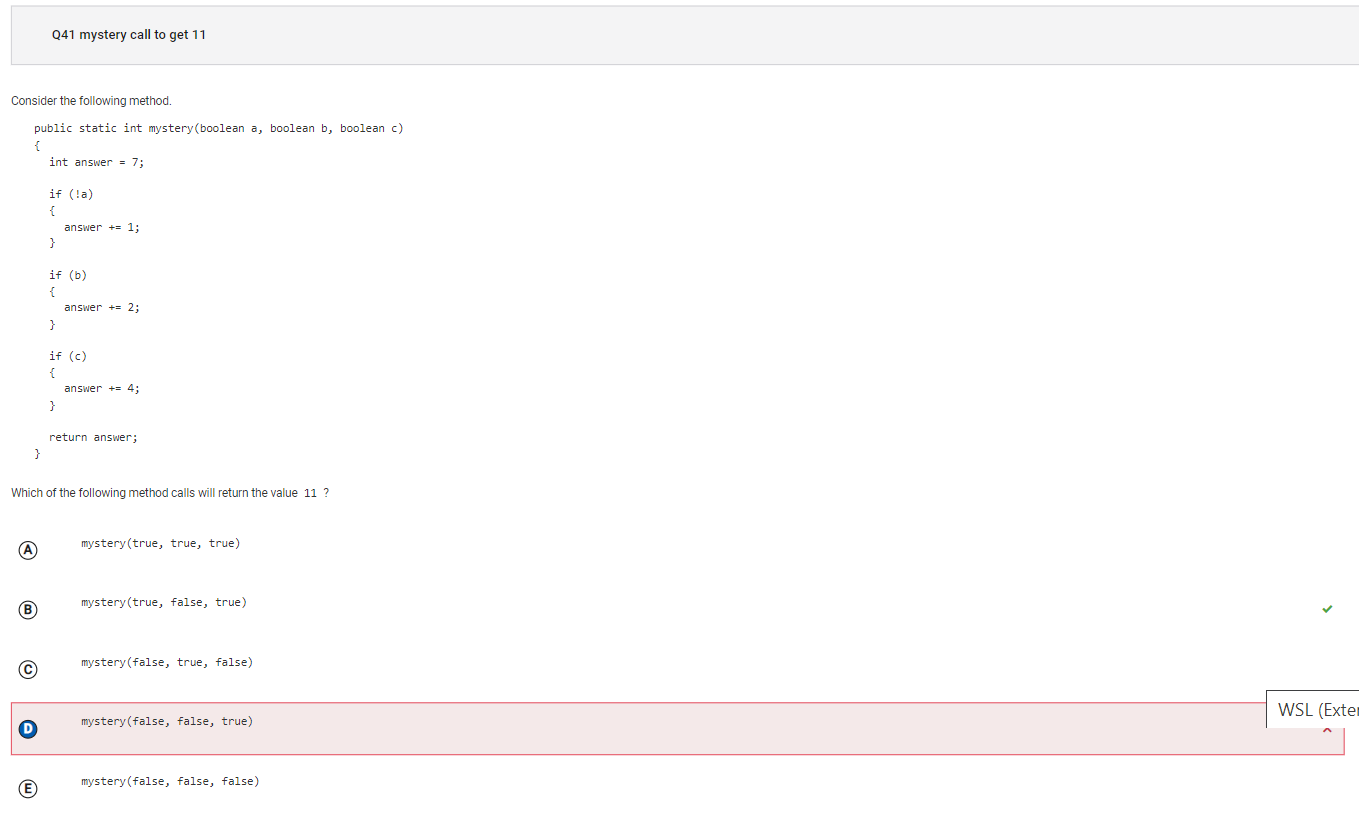 Q41 mystery call to get 11
Consider the following method.
public static int mystery(boolean a, boolean b, boolean c)
{
int answer = 7;
if (!a)
{
answer += 1;
}
if (b)
{
answer += 2;
}
if (c)
{
answer += 4;
}
return answer;
}
Which of the following method calls will return the value 11 ?
A mystery(true, true, true)
B mystery(true, false, true)
C mystery(false, true, false)
D mystery(false, false, true)
WSL (Exter
E mystery(false, false, false)